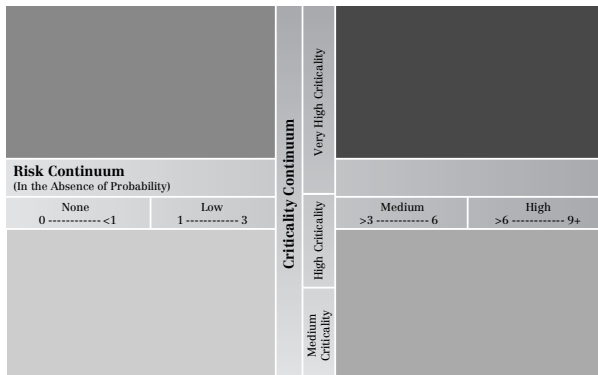 Risk Continuum
(In the Absence of Probability)
None
0 ------------ <1
Low
1 ------------ 3
Criticality Continuum
Very High Criticality
High Criticality
Medium
Criticality
Medium
>3 ------------ 6
High
>6 ------------ 9+